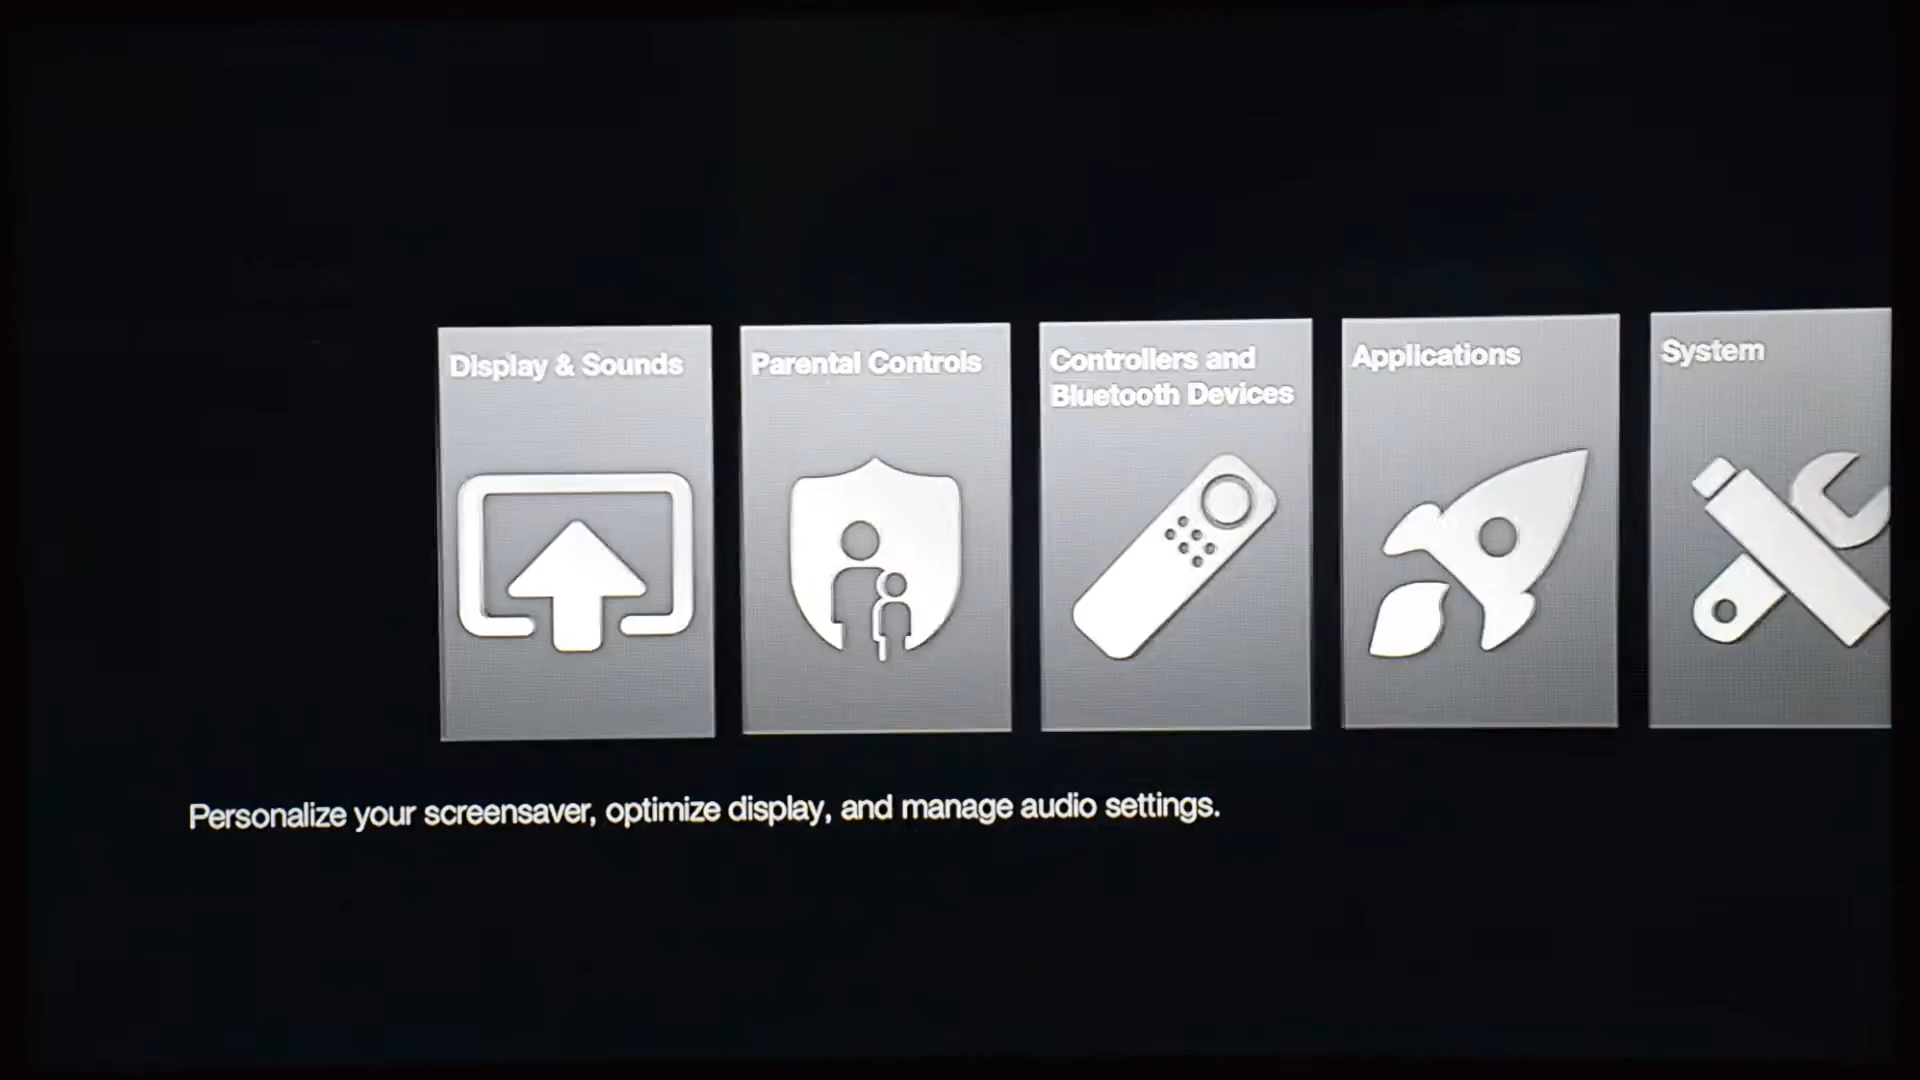 Display & Sounds
Parental Controls
Controllers and
Bluetooth Devices
Applications
System
Personalize your screensaver, optimize display, and manage audio settings.